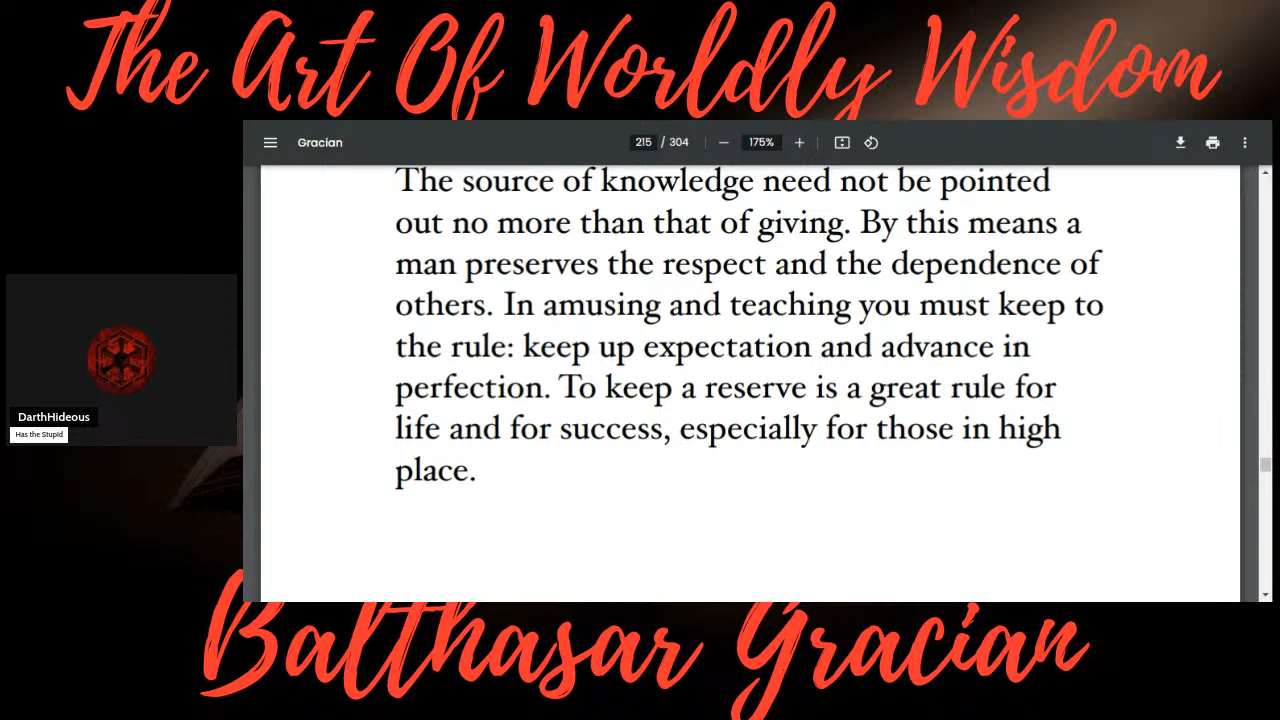 The Art Of Worldly Wisdom
Gracian
215 / 304
175%
The source of knowledge need not be pointed
out no more than that of giving. By this means a
man preserves the respect and the dependence of
others. In amusing and teaching you must keep to
the rule: keep up expectation and advance in
perfection. To keep a reserve is a great rule for
life and for success, especially for those in high
place.
DarthHideous
Has the Stupid
Balthasar Gracian